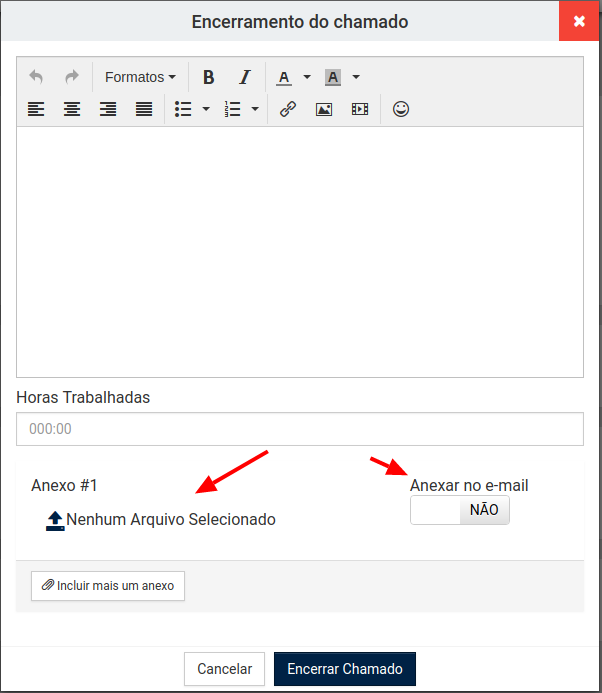 Encerramento do chamado
Formatos
B I A A
Horas Trabalhadas
000:00
Anexo #1
Anexar no e-mail
Nenhum Arquivo Selecionado
NÃO
Incluir mais um anexo
Cancelar
Encerrar Chamado